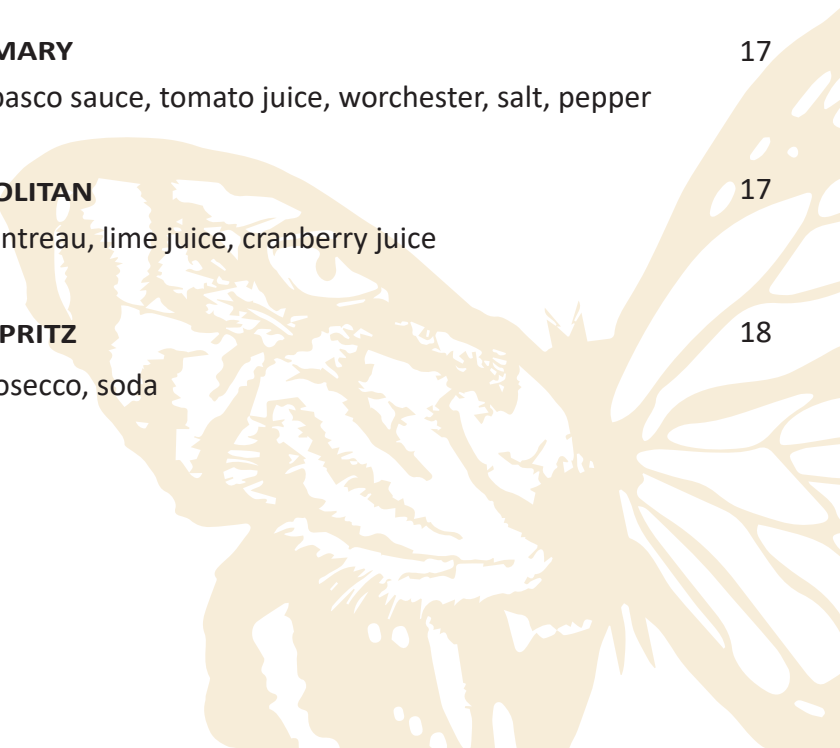 MARY 17
basco sauce, tomato juice, worchester, salt, pepper
OLITAN 17
ntreau, lime juice, cranberry juice
PRITZ 18
osecco, soda